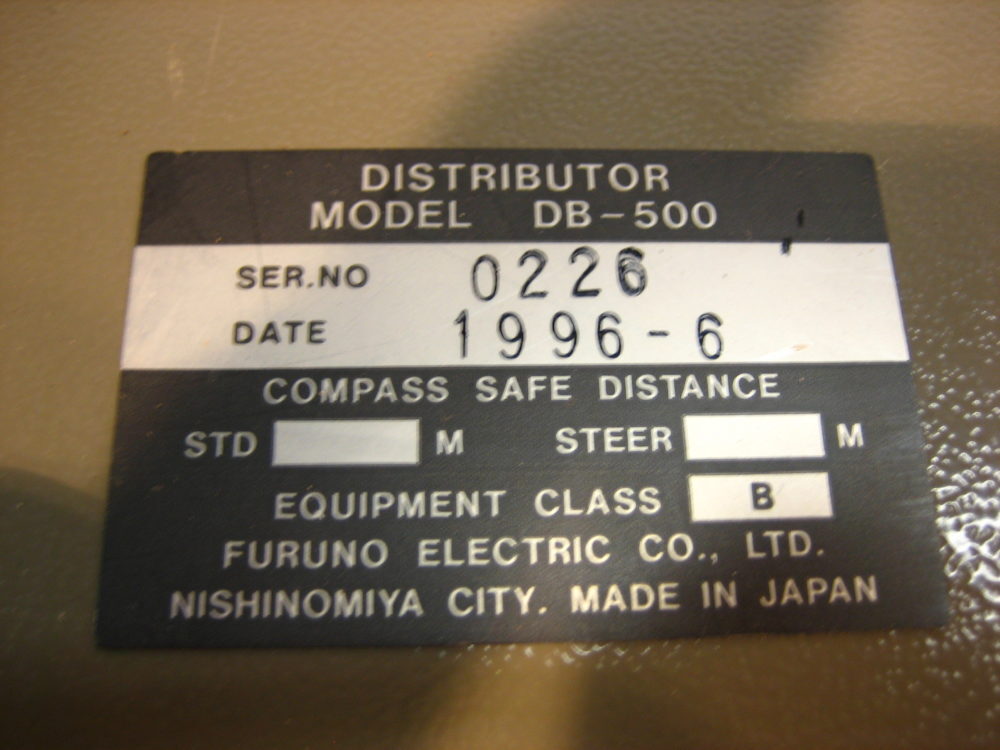 DISTRIBUTOR
MODEL DB-500
SER.NO 0226
DATE 1996-6
COMPASS SAFE DISTANCE
STD M STEER M
EQUIPMENT CLASS B
FURUNO ELECTRIC CO., LTD.
NISHINOMIYA CITY. MADE IN JAPAN